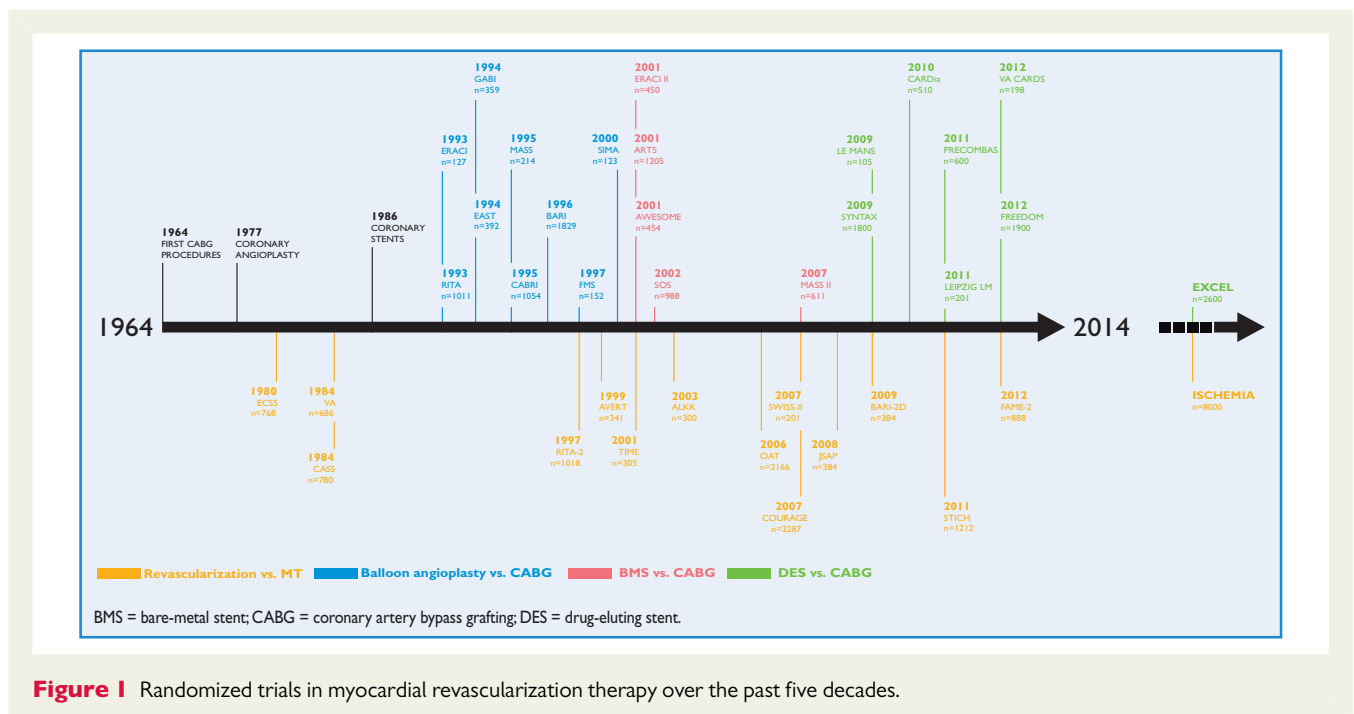 1994
GABI
n=359
2001
ERACI II
n=450
2010
CARDia
n=510
2012
VA CARDS
n=198
1993
ERACI
n=127
1995
MASS
n=214
2000
SIMA
n=123
2001
ARTS
n=1205
2009
LE MANS
n=105
2011
PRECOMBAS
n=600
1964
FIRST CABG
PROCEDURES
1977
CORONARY
ANGIOPLASTY
1986
CORONARY
STENTS
1994
EAST
n=392
1996
BARI
n=1829
2001
AWESOME
n=454
2009
SYNTAX
n=1800
2012
FREEDOM
n=1900
1993
RITA
n=1011
1995
CABRI
n=1054
1997
FMS
n=152
2002
SOS
n=988
2007
MASS II
n=611
2011
LEIPZIG LM
n=201
EXCEL
n=2600
1964
2014
1980
ECSS
n=768
1984
VA
n=686
1999
AVERT
n=341
2003
ALKK
n=300
2007
SWISS-II
n=201
2009
BARI-2D
n=384
2012
FAME-2
n=888
ISCHEMIA
n=8000
1984
CASS
n=780
1997
RITA-2
n=1018
2001
TIME
n=305
2006
OAT
n=2166
2008
JSAP
n=384
2007
COURAGE
n=2287
2011
STICH
n=1212
Revascularization vs. MT
Balloon angioplasty vs. CABG
BMS vs. CABG
DES vs. CABG
BMS = bare-metal stent; CABG = coronary artery bypass grafting; DES = drug-eluting stent.
Figure 1 Randomized trials in myocardial revascularization therapy over the past five decades.